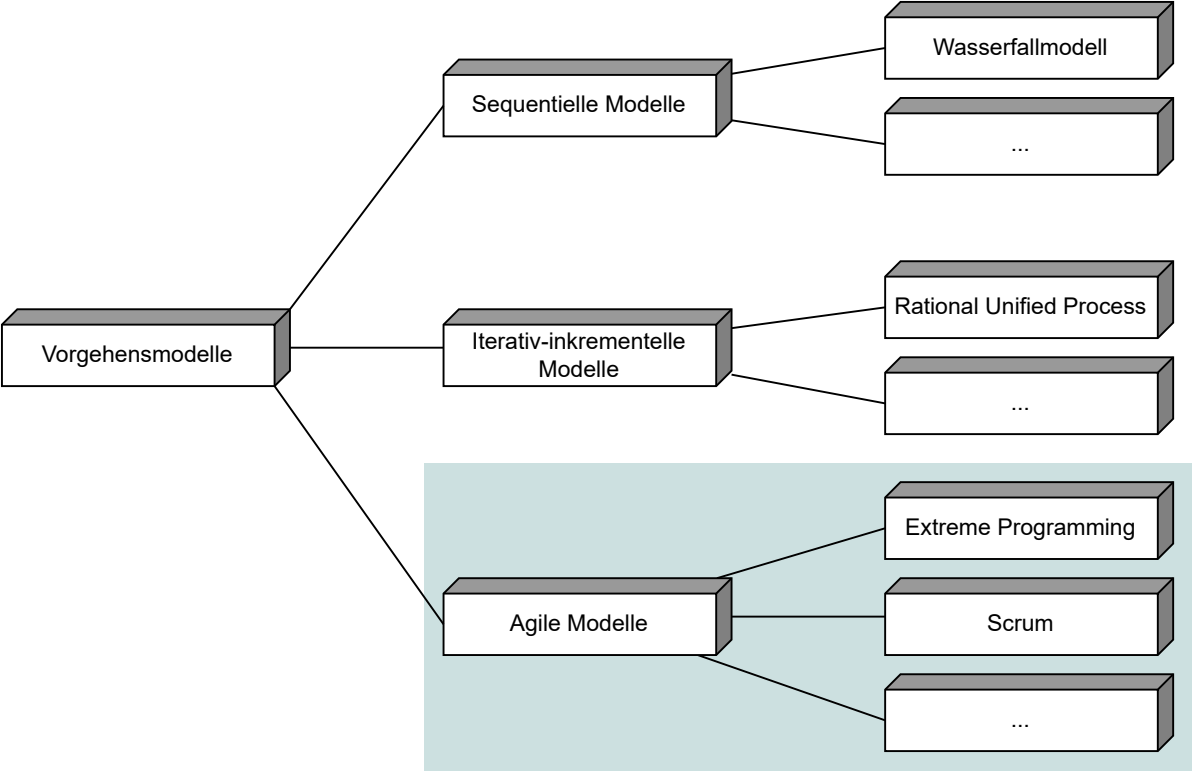 Wasserfallmodell
Sequentielle Modelle
...
Rational Unified Process
Vorgehensmodelle
Iterativ-inkrementelle
Modelle
...
Extreme Programming
Agile Modelle
Scrum
...